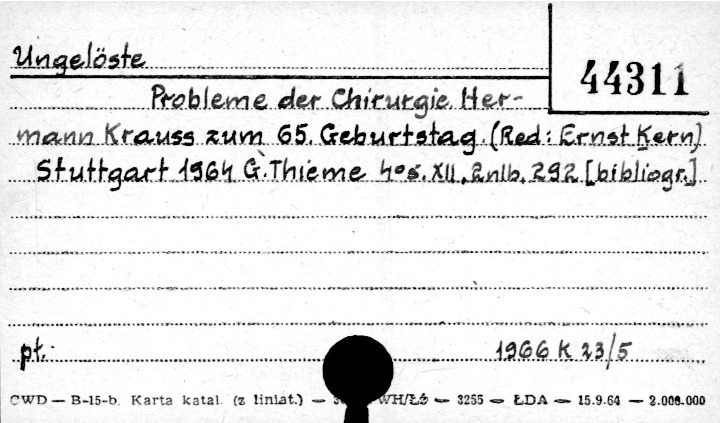 Ungelöste
44311
Probleme der Chirurgie. Her-
mann Krauss zum 65. Geburtstag. (Red: Ernst Kern)
Stuttgart 1964 G. Thieme 4° s. XII, 2nlb, 292 [bibliogr.]
pł. 1966 K 23/5
CWD — B-15-b. Karta katal. (z liniat.) — WH/Łó — 3255 — ŁDA — 15.9.64 — 2.000.000